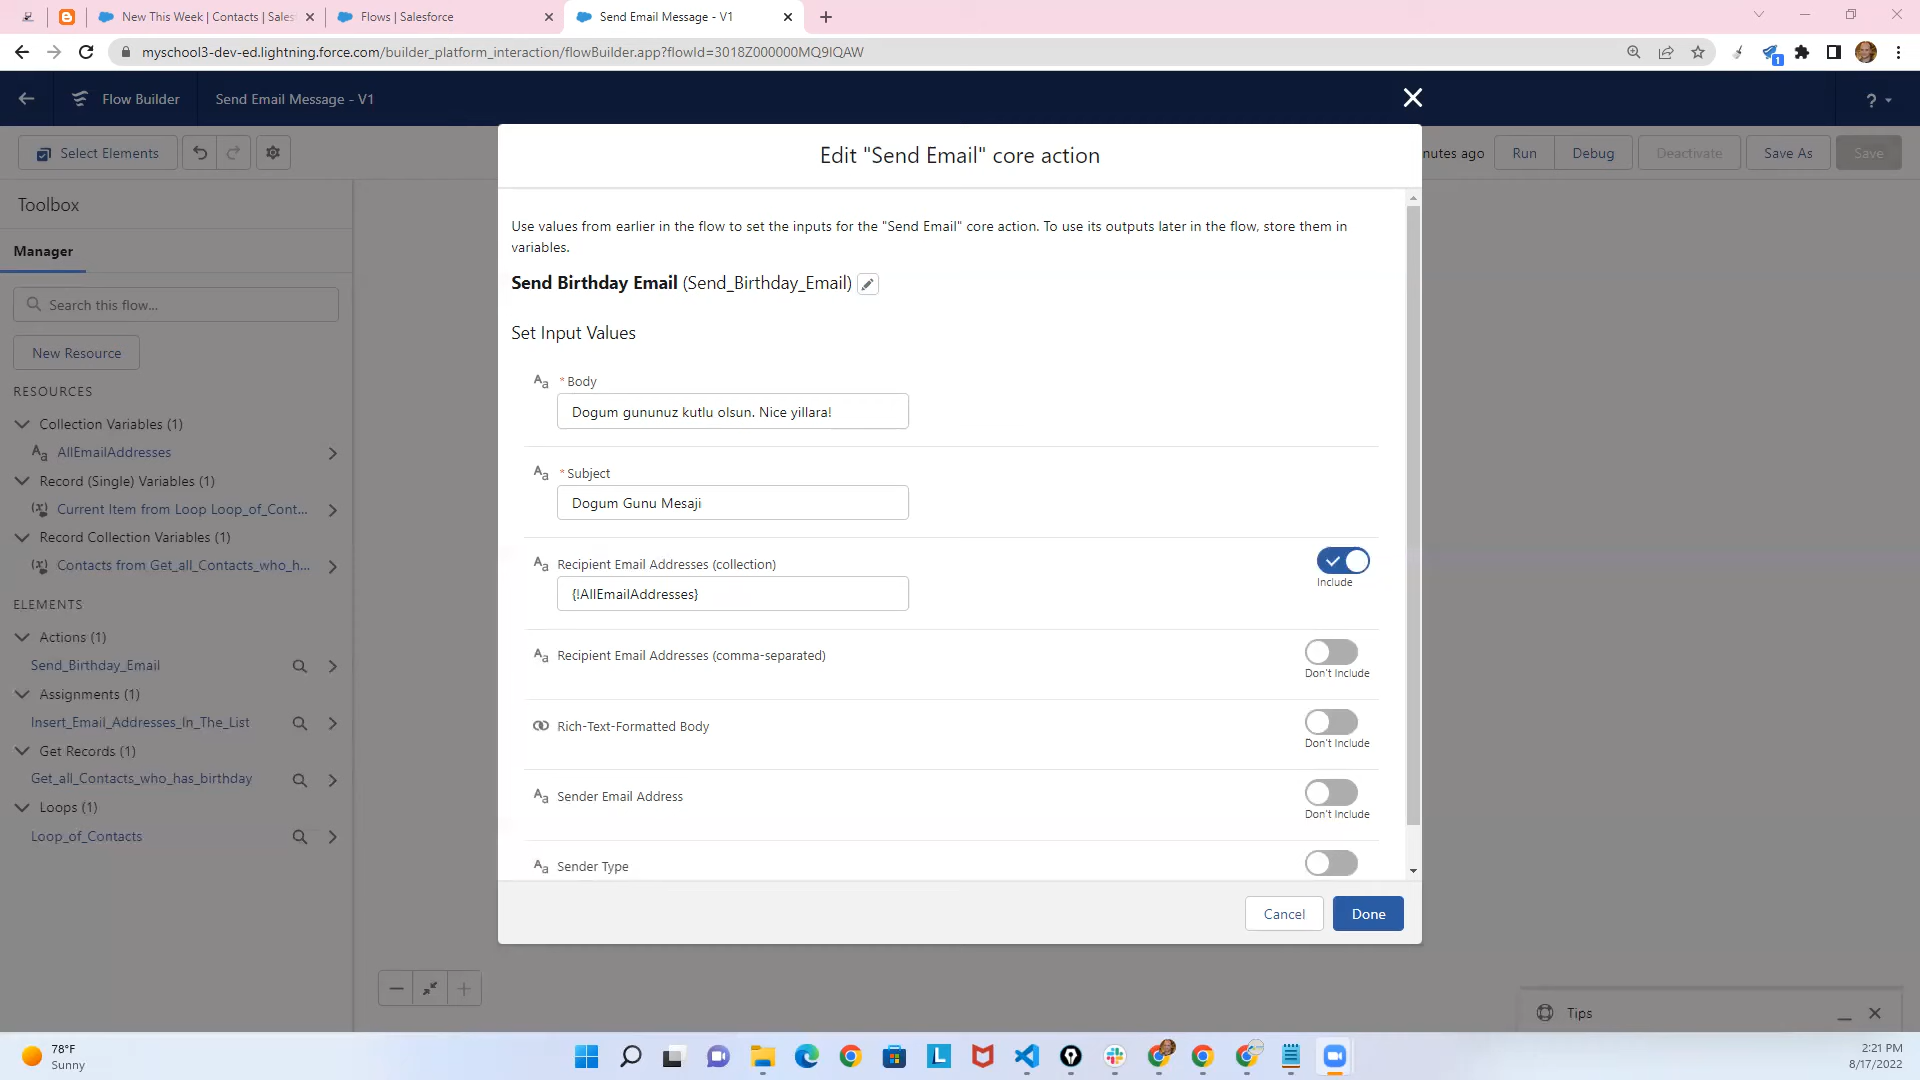 New This Week | Contacts | Sales
Flows | Salesforce
Send Email Message - V1
myschool3-dev-ed.lightning.force.com/builder_platform_interaction/flowBuilder.app?flowId=3018Z000000MQ9IQAW
1
Flow Builder
Send Email Message - V1
?
Select Elements
nutes ago
Run
Debug
Deactivate
Save As
Save
Toolbox
Manager
Search this flow...
New Resource
RESOURCES
Collection Variables (1)
AllEmailAddresses
Record (Single) Variables (1)
Current Item from Loop Loop_of_Cont...
Record Collection Variables (1)
Contacts from Get_all_Contacts_who_h...
ELEMENTS
Actions (1)
Send_Birthday_Email
Assignments (1)
Insert_Email_Addresses_In_The_List
Get Records (1)
Get_all_Contacts_who_has_birthday
Loops (1)
Loop_of_Contacts
Edit "Send Email" core action
Use values from earlier in the flow to set the inputs for the "Send Email" core action. To use its outputs later in the flow, store them in
variables.
Send Birthday Email (Send_Birthday_Email)
Set Input Values
Aa *Body
Dogum gununuz kutlu olsun. Nice yillara!
Aa *Subject
Dogum Gunu Mesaji
Aa Recipient Email Addresses (collection)
Include
{!AllEmailAddresses}
Aa Recipient Email Addresses (comma-separated)
Don't Include
Rich-Text-Formatted Body
Don't Include
Aa Sender Email Address
Don't Include
Aa Sender Type
Cancel
Done
Tips
78°F
Sunny
2:21 PM
8/17/2022